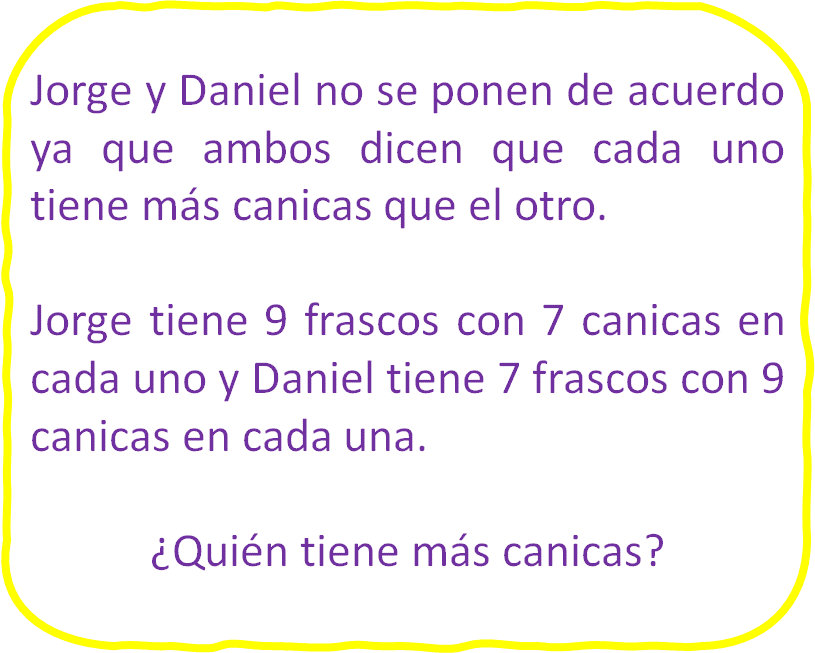 Jorge y Daniel no se ponen de acuerdo
ya que ambos dicen que cada uno
tiene más canicas que el otro.
Jorge tiene 9 frascos con 7 canicas en
cada uno y Daniel tiene 7 frascos con 9
canicas en cada una.
¿Quién tiene más canicas?